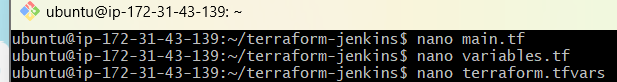 ubuntu@ip-172-31-43-139: ~
ubuntu@ip-172-31-43-139:~/terraform-jenkins$ nano main.tf
ubuntu@ip-172-31-43-139:~/terraform-jenkins$ nano variables.tf
ubuntu@ip-172-31-43-139:~/terraform-jenkins$ nano terraform.tfvars